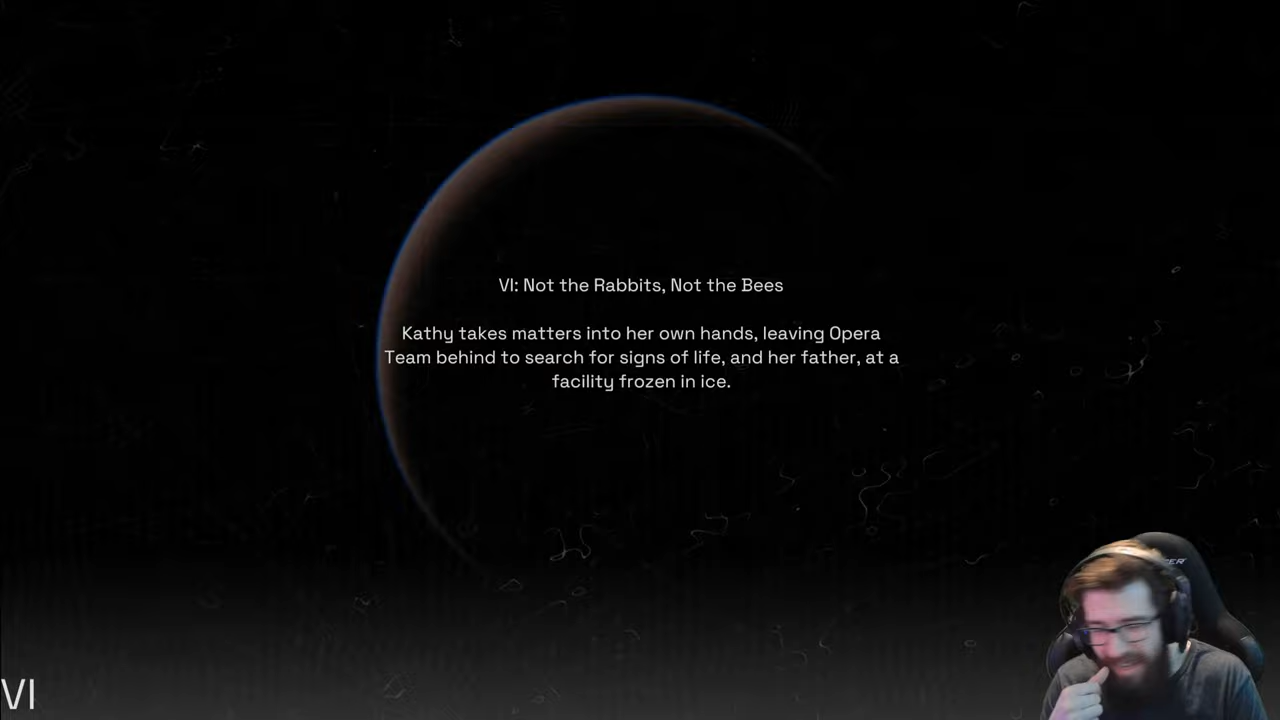 VI: Not the Rabbits, Not the Bees
Kathy takes matters into her own hands, leaving Opera
Team behind to search for signs of life, and her father, at a
facility frozen in ice.
VI